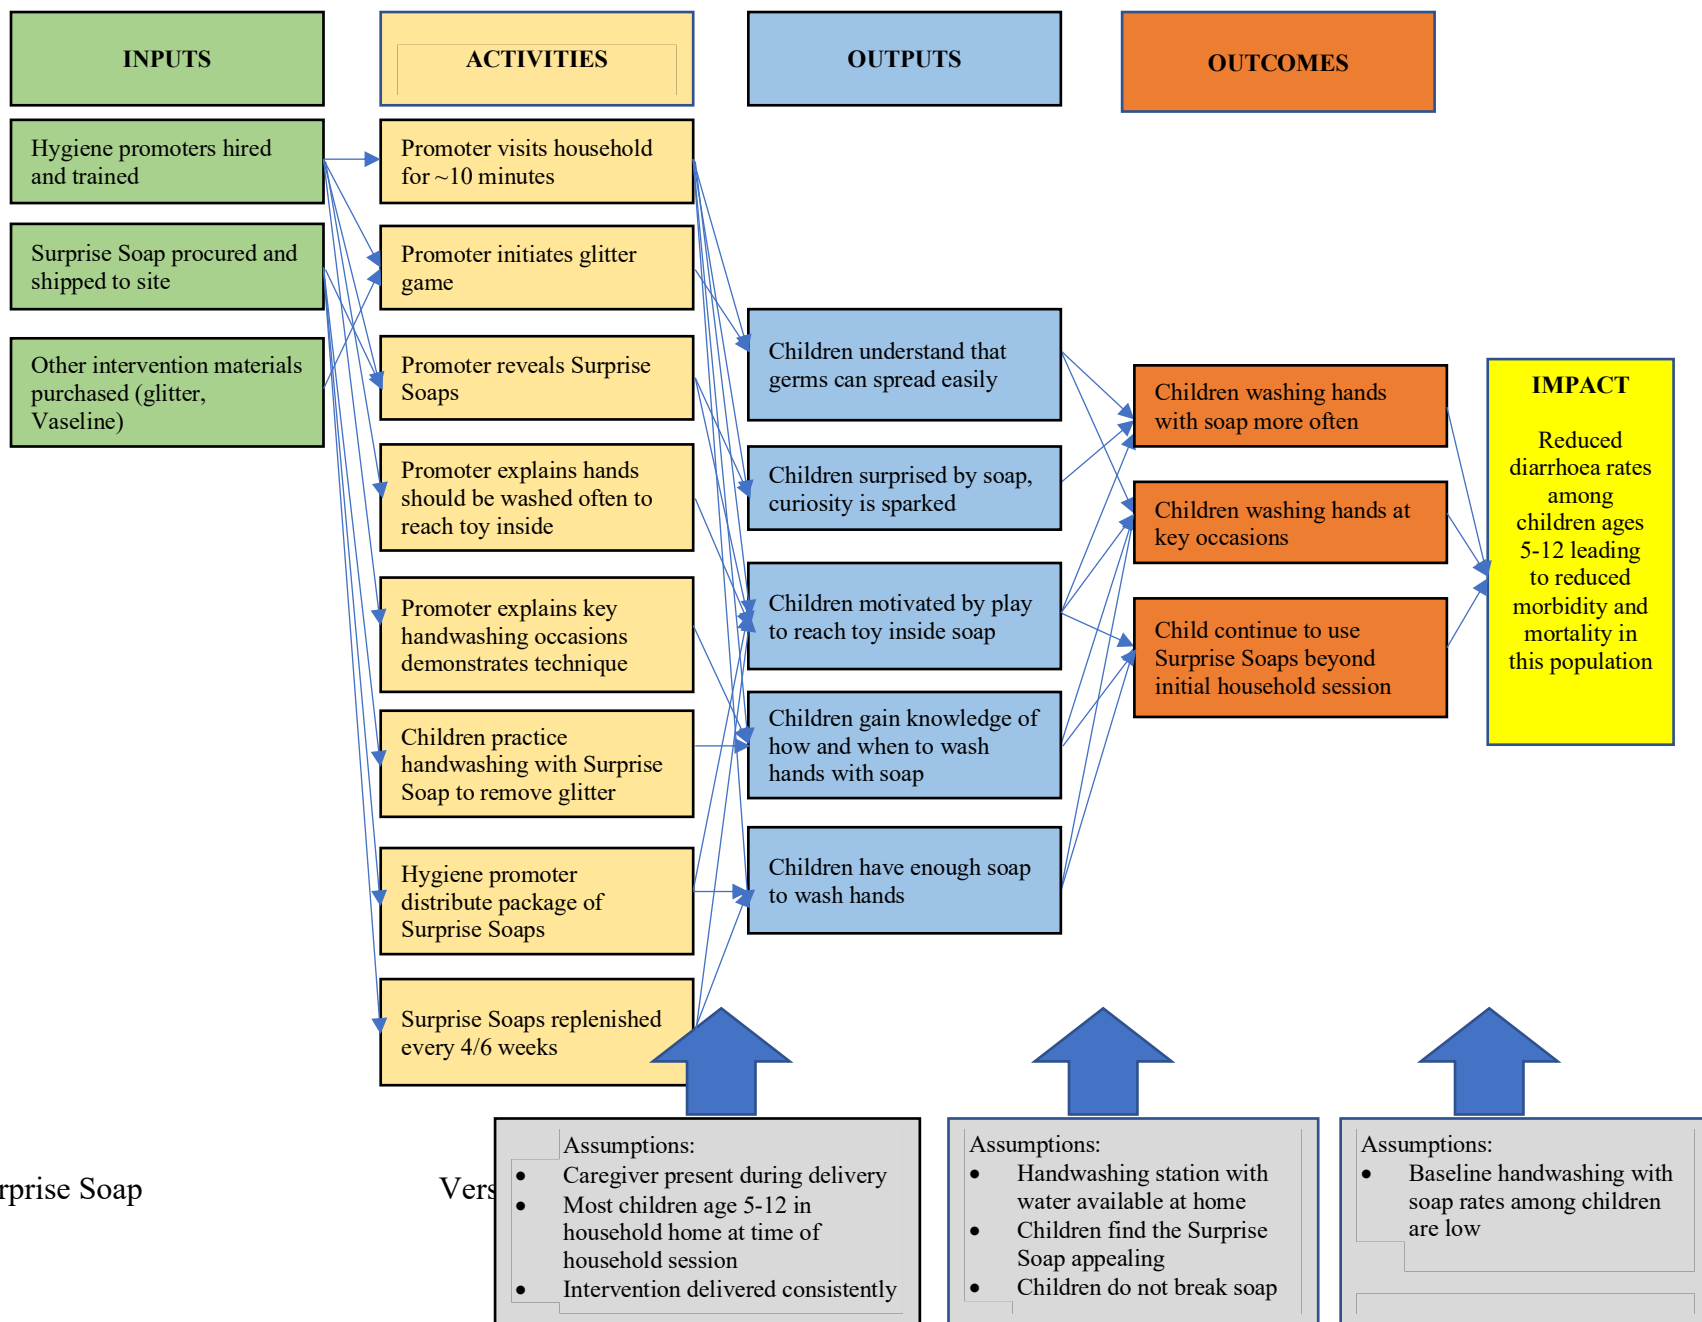 INPUTS
ACTIVITIES
OUTPUTS
OUTCOMES
Hygiene promoters hired
and trained
Surprise Soap procured and
shipped to site
Other intervention materials
purchased (glitter,
Vaseline)
Promoter visits household
for ~10 minutes
Promoter initiates glitter
game
Promoter reveals Surprise
Soaps
Promoter explains hands
should be washed often to
reach toy inside
Promoter explains key
handwashing occasions
demonstrates technique
Children practice
handwashing with Surprise
Soap to remove glitter
Hygiene promoter
distribute package of
Surprise Soaps
Surprise Soaps replenished
every 4/6 weeks
Children understand that
germs can spread easily
Children surprised by soap,
curiosity is sparked
Children motivated by play
to reach toy inside soap
Children gain knowledge of
how and when to wash
hands with soap
Children have enough soap
to wash hands
Children washing hands
with soap more often
Children washing hands at
key occasions
Child continue to use
Surprise Soaps beyond
initial household session
IMPACT
Reduced
diarrhoea rates
among
children ages
5-12 leading
to reduced
morbidity and
mortality in
this population
rprise Soap
Vers
Assumptions:
• Caregiver present during delivery
• Most children age 5-12 in
household home at time of
household session
• Intervention delivered consistently
Assumptions:
• Handwashing station with
water available at home
• Children find the Surprise
Soap appealing
• Children do not break soap
Assumptions:
• Baseline handwashing with
soap rates among children
are low